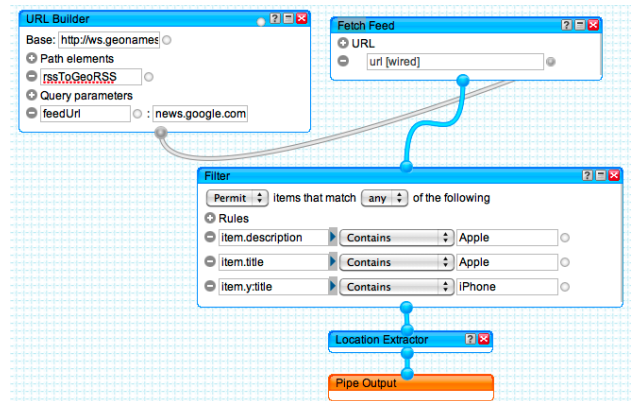 URL Builder
Base: http://ws.geonames
Path elements
rssToGeoRSS
Query parameters
feedUrl : news.google.com
Fetch Feed
URL
url [wired]
Filter
Permit items that match any of the following
Rules
item.description Contains Apple
item.title Contains Apple
item.y:title Contains iPhone
Location Extractor
Pipe Output